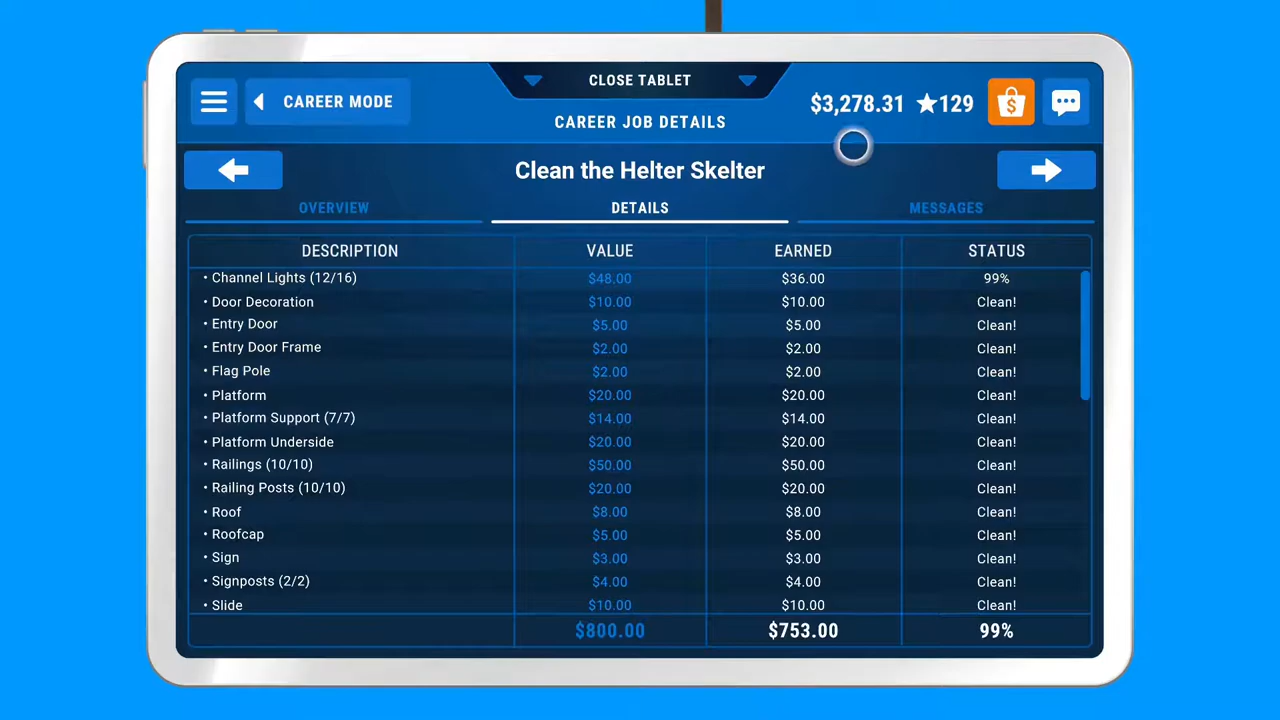 CLOSE TABLET
CAREER MODE
CAREER JOB DETAILS
$3,278.31 ★129
Clean the Helter Skelter
OVERVIEW DETAILS MESSAGES
DESCRIPTION VALUE EARNED STATUS
• Channel Lights (12/16) $48.00 $36.00 99%
• Door Decoration $10.00 $10.00 Clean!
• Entry Door $5.00 $5.00 Clean!
• Entry Door Frame $2.00 $2.00 Clean!
• Flag Pole $2.00 $2.00 Clean!
• Platform $20.00 $20.00 Clean!
• Platform Support (7/7) $14.00 $14.00 Clean!
• Platform Underside $20.00 $20.00 Clean!
• Railings (10/10) $50.00 $50.00 Clean!
• Railing Posts (10/10) $20.00 $20.00 Clean!
• Roof $8.00 $8.00 Clean!
• Roofcap $5.00 $5.00 Clean!
• Sign $3.00 $3.00 Clean!
• Signposts (2/2) $4.00 $4.00 Clean!
• Slide $10.00 $10.00 Clean!
$800.00 $753.00 99%